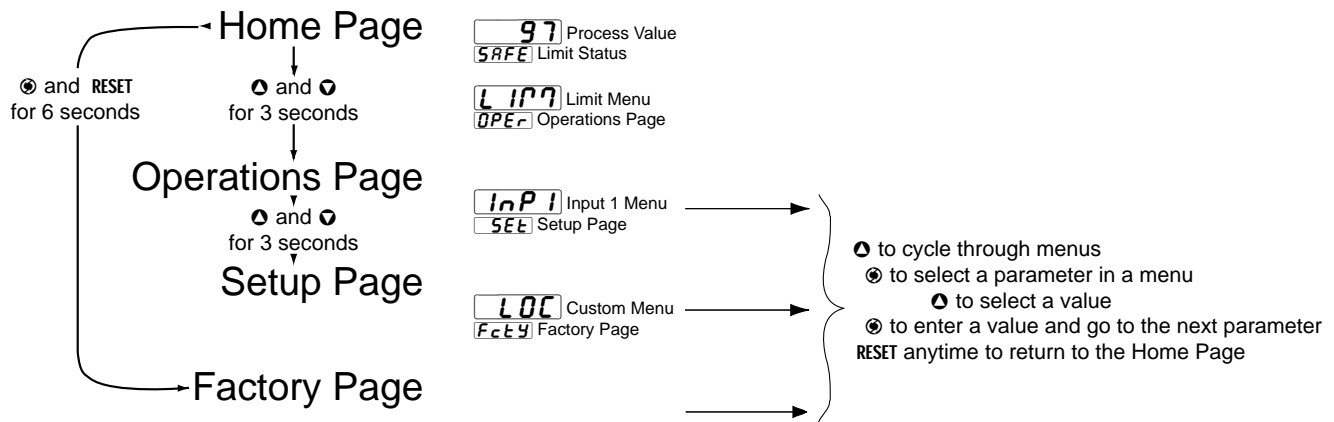 Home Page
and RESET
for 6 seconds
and
for 3 seconds
Operations Page
and
for 3 seconds
Setup Page
Factory Page
97 Process Value
SAFE Limit Status
LIM Limit Menu
OPEr Operations Page
InP1 Input 1 Menu
SEt Setup Page
LOC Custom Menu
FctY Factory Page
to cycle through menus
to select a parameter in a menu
to select a value
to enter a value and go to the next parameter
RESET anytime to return to the Home Page